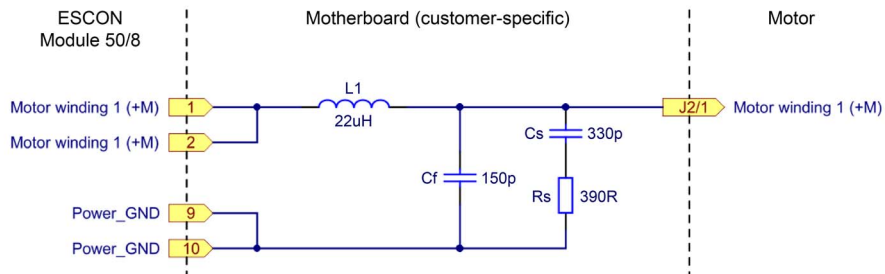 ESCON
Module 50/8
Motherboard (customer-specific)
Motor
L1
22uH
Motor winding 1 (+M) 1
Motor winding 1 (+M) 2
J2/1 Motor winding 1 (+M)
Cs 330p
Cf 150p
Rs 390R
Power_GND 9
Power_GND 10